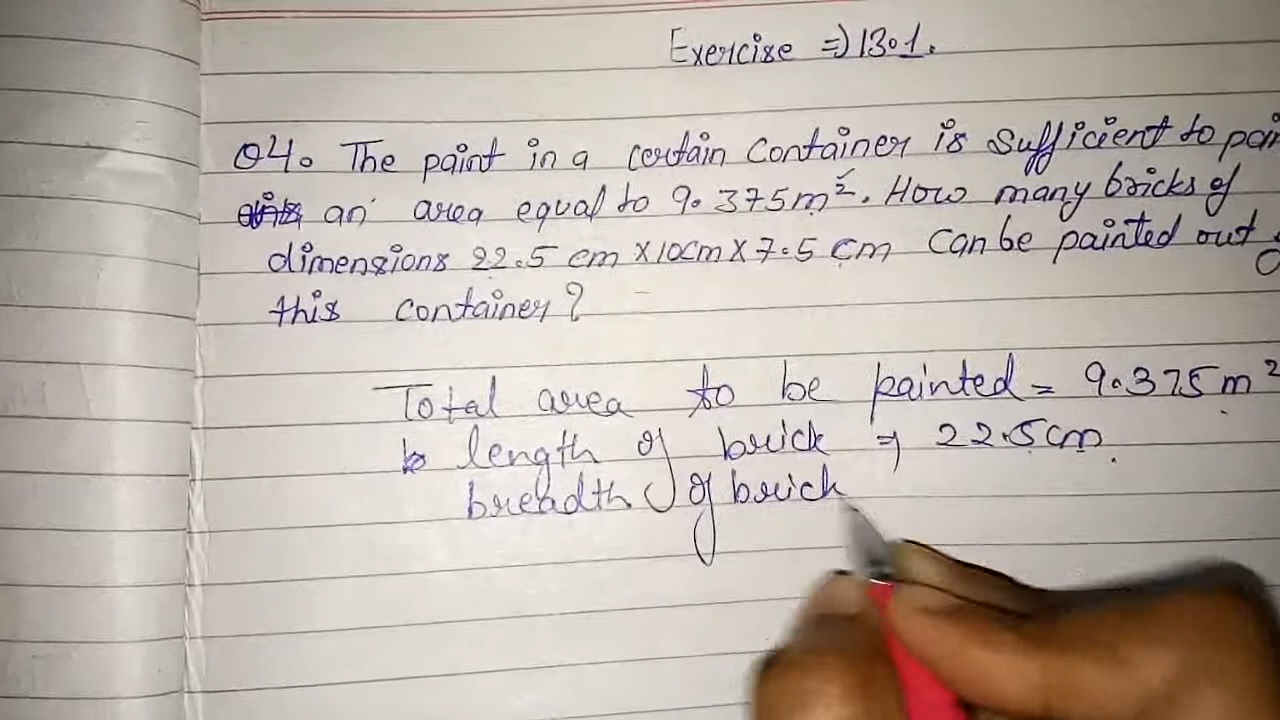 Exercise ⇒ 13.1.
Q4. The paint in a certain container is sufficient to pain
an area equal to 9.375m². How many bricks of
dimensions 22.5 cm × 10cm × 7.5 cm can be painted out
this container?
Total area to be painted = 9.375m²
length of brick ⇒ 22.5cm.
breadth of brick